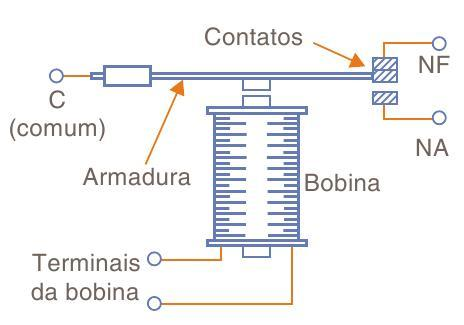 Contatos
NF
C
(comum)
NA
Armadura
Bobina
Terminais
da bobina